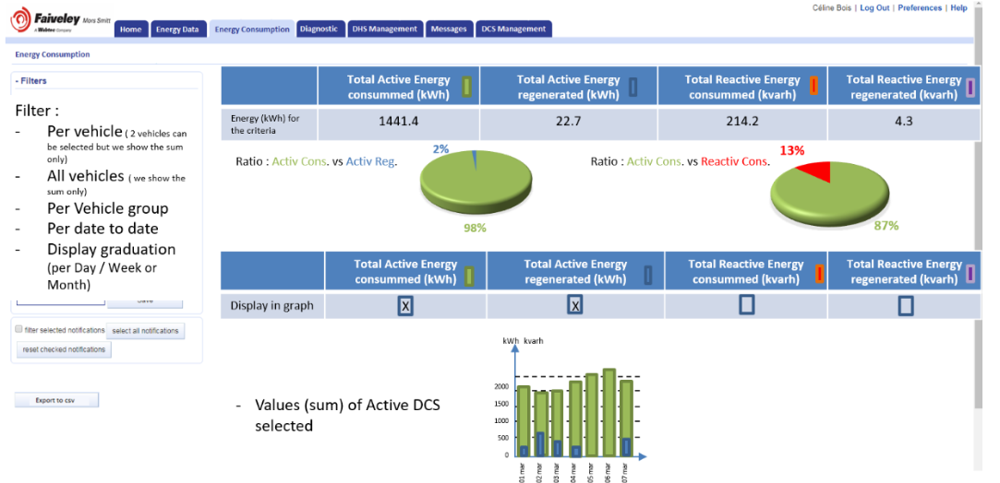 Céline Bois | Log Out | Preferences | Help
Faiveley Mors Smitt
a Wabtec Company
Home Energy Data Energy Consumption Diagnostic DHS Management Messages DCS Management
Energy Consumption
- Filters
Filter :
- Per vehicle ( 2 vehicles can
be selected but we show the sum
only)
- All vehicles ( we show the
sum only)
- Per Vehicle group
- Per date to date
- Display graduation
(per Day / Week or
Month)
Save
filter selected notifications select all notifications
reset checked notifications
Export to csv
Total Active Energy consummed (kWh) Total Active Energy regenerated (kWh) Total Reactive Energy consummed (kvarh) Total Reactive Energy regenerated (kvarh)
Energy (kWh) for the criteria 1441.4 22.7 214.2 4.3
Ratio : Activ Cons. vs Activ Reg.
2%
98%
Ratio : Activ Cons. vs Reactiv Cons.
13%
87%
Total Active Energy consummed (kWh) Total Active Energy regenerated (kWh) Total Reactive Energy consummed (kvarh) Total Reactive Energy regenerated (kvarh)
Display in graph X X
- Values (sum) of Active DCS
selected
kWh kvarh
2000
1500
1000
500
0
01 mar 02 mar 03 mar 04 mar 05 mar 06 mar 07 mar